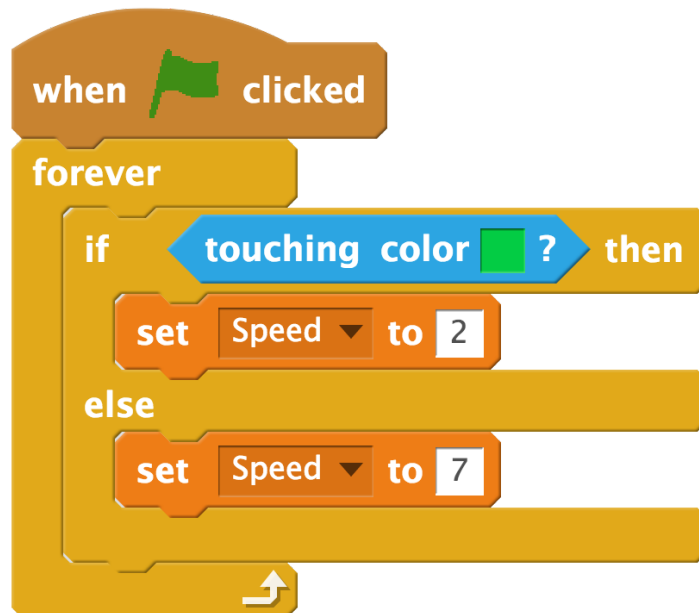 when clicked
forever
if touching color ? then
set Speed to 2
else
set Speed to 7